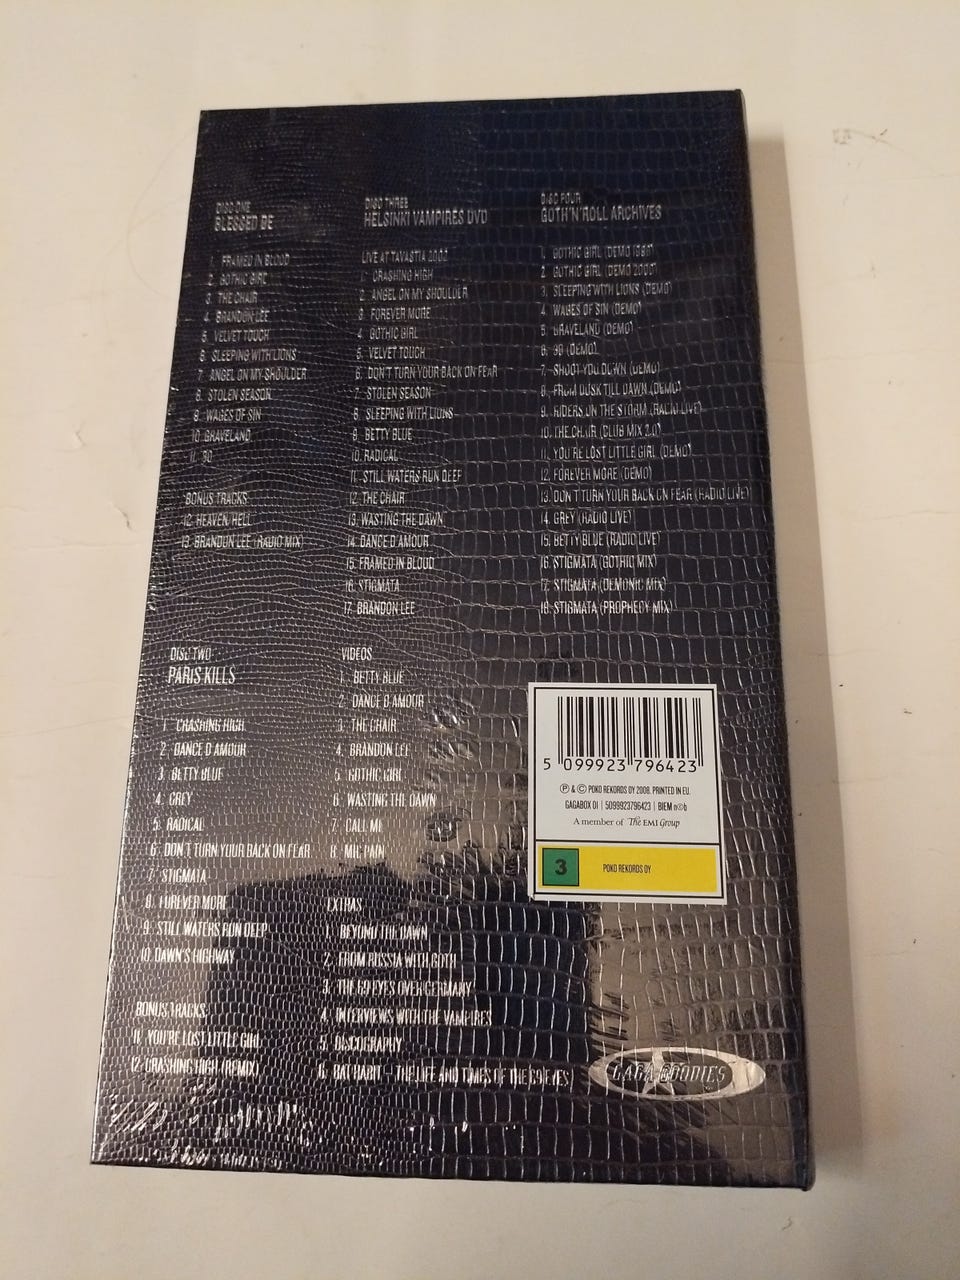 DISC ONE
BLESSED BE
1. FRAMED IN BLOOD
2. GOTHIC GIRL
3. THE CHAIR
4. BRANDON LEE
5. VELVET TOUCH
6. SLEEPING WITH LIONS
7. ANGEL ON MY SHOULDER
8. STOLEN SEASON
9. WAGES OF SIN
10. GRAVELAND
11. 30
BONUS TRACKS:
12. HEAVEN/HELL
13. BRANDON LEE (RADIO MIX)
DISC TWO:
PARIS KILLS
1. CRASHING HIGH
2. DANCE D'AMOUR
3. BETTY BLUE
4. GREY
5. RADICAL
6. DON'T TURN YOUR BACK ON FEAR
7. STIGMATA
8. FOREVER MORE
9. STILL WATERS RUN DEEP
10. DAWN'S HIGHWAY
BONUS TRACKS:
11. YOU'RE LOST LITTLE GIRL
12. CRASHING HIGH (REMIX)
DISC THREE
HELSINKI VAMPIRES DVD
LIVE AT TAVASTIA 2002
1. CRASHING HIGH
2. ANGEL ON MY SHOULDER
3. FOREVER MORE
4. GOTHIC GIRL
5. VELVET TOUCH
6. DON'T TURN YOUR BACK ON FEAR
7. STOLEN SEASON
8. SLEEPING WITH LIONS
9. BETTY BLUE
10. RADICAL
11. STILL WATERS RUN DEEP
12. THE CHAIR
13. WASTING THE DAWN
14. DANCE D'AMOUR
15. FRAMED IN BLOOD
16. STIGMATA
17. BRANDON LEE
VIDEOS
1. BETTY BLUE
2. DANCE D'AMOUR
3. THE CHAIR
4. BRANDON LEE
5. GOTHIC GIRL
6. WASTING THE DAWN
7. CALL ME
8. MR. PAIN
EXTRAS
1. BEYOND THE DAWN
2. FROM RUSSIA WITH GOTH
3. THE 69 EYES OVER GERMANY
4. INTERVIEWS WITH THE VAMPIRES
5. DISCOGRAPHY
6. BAT HABIT - THE LIFE AND TIMES OF THE 69 EYES
DISC FOUR
GOTH'N'ROLL ARCHIVES
1. GOTHIC GIRL (DEMO 1998)
2. GOTHIC GIRL (DEMO 2000)
3. SLEEPING WITH LIONS (DEMO)
4. WAGES OF SIN (DEMO)
5. GRAVELAND (DEMO)
6. 30 (DEMO)
7. SHOOT YOU DOWN (DEMO)
8. FROM DUSK TILL DAWN (DEMO)
9. RIDERS ON THE STORM (RADIO LIVE)
10. THE CHAIR (CLUB MIX 2.0)
11. YOU'RE LOST LITTLE GIRL (DEMO)
12. FOREVER MORE (DEMO)
13. DON'T TURN YOUR BACK ON FEAR (RADIO LIVE)
14. GREY (RADIO LIVE)
15. BETTY BLUE (RADIO LIVE)
16. STIGMATA (GOTHIC MIX)
17. STIGMATA (DEMONIC MIX)
18. STIGMATA (PROPHECY MIX)
5 099923 796423
℗ & © POKO REKORDS OY 2008. PRINTED IN EU.
GAGABOX 01 | 5099923796423 | BIEM n©b
A member of The EMI Group
3
POKO REKORDS OY
GAGA GOODIES